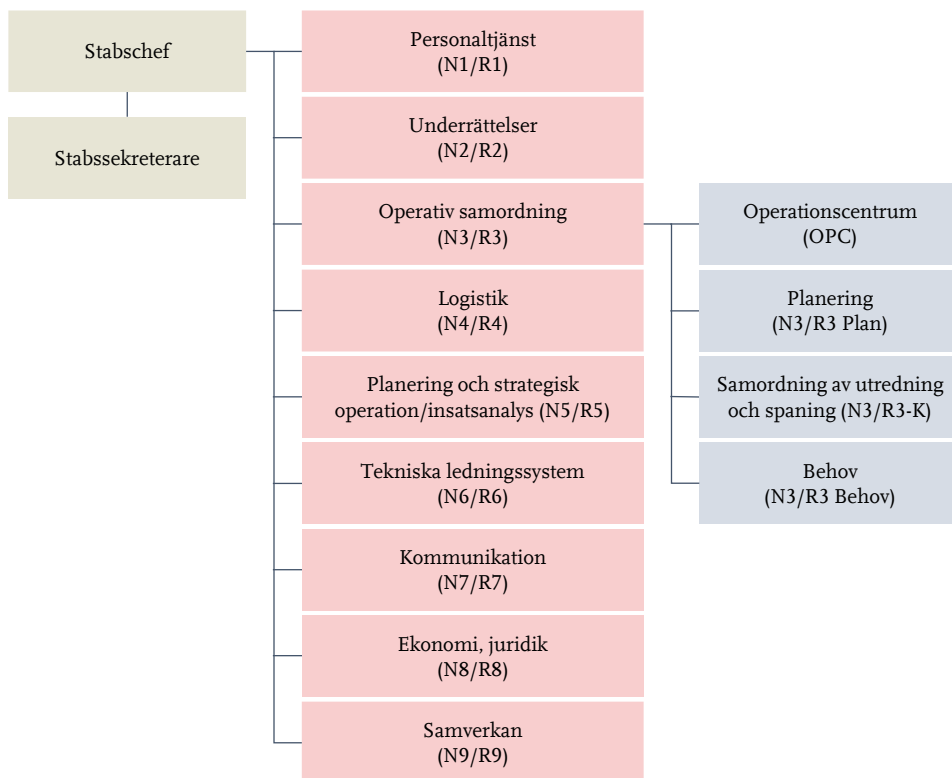 Stabschef
Stabssekreterare
Personaltjänst
(N1/R1)
Underrättelser
(N2/R2)
Operativ samordning
(N3/R3)
Logistik
(N4/R4)
Planering och strategisk
operation/insatsanalys (N5/R5)
Tekniska ledningssystem
(N6/R6)
Kommunikation
(N7/R7)
Ekonomi, juridik
(N8/R8)
Samverkan
(N9/R9)
Operationscentrum
(OPC)
Planering
(N3/R3 Plan)
Samordning av utredning
och spaning (N3/R3-K)
Behov
(N3/R3 Behov)